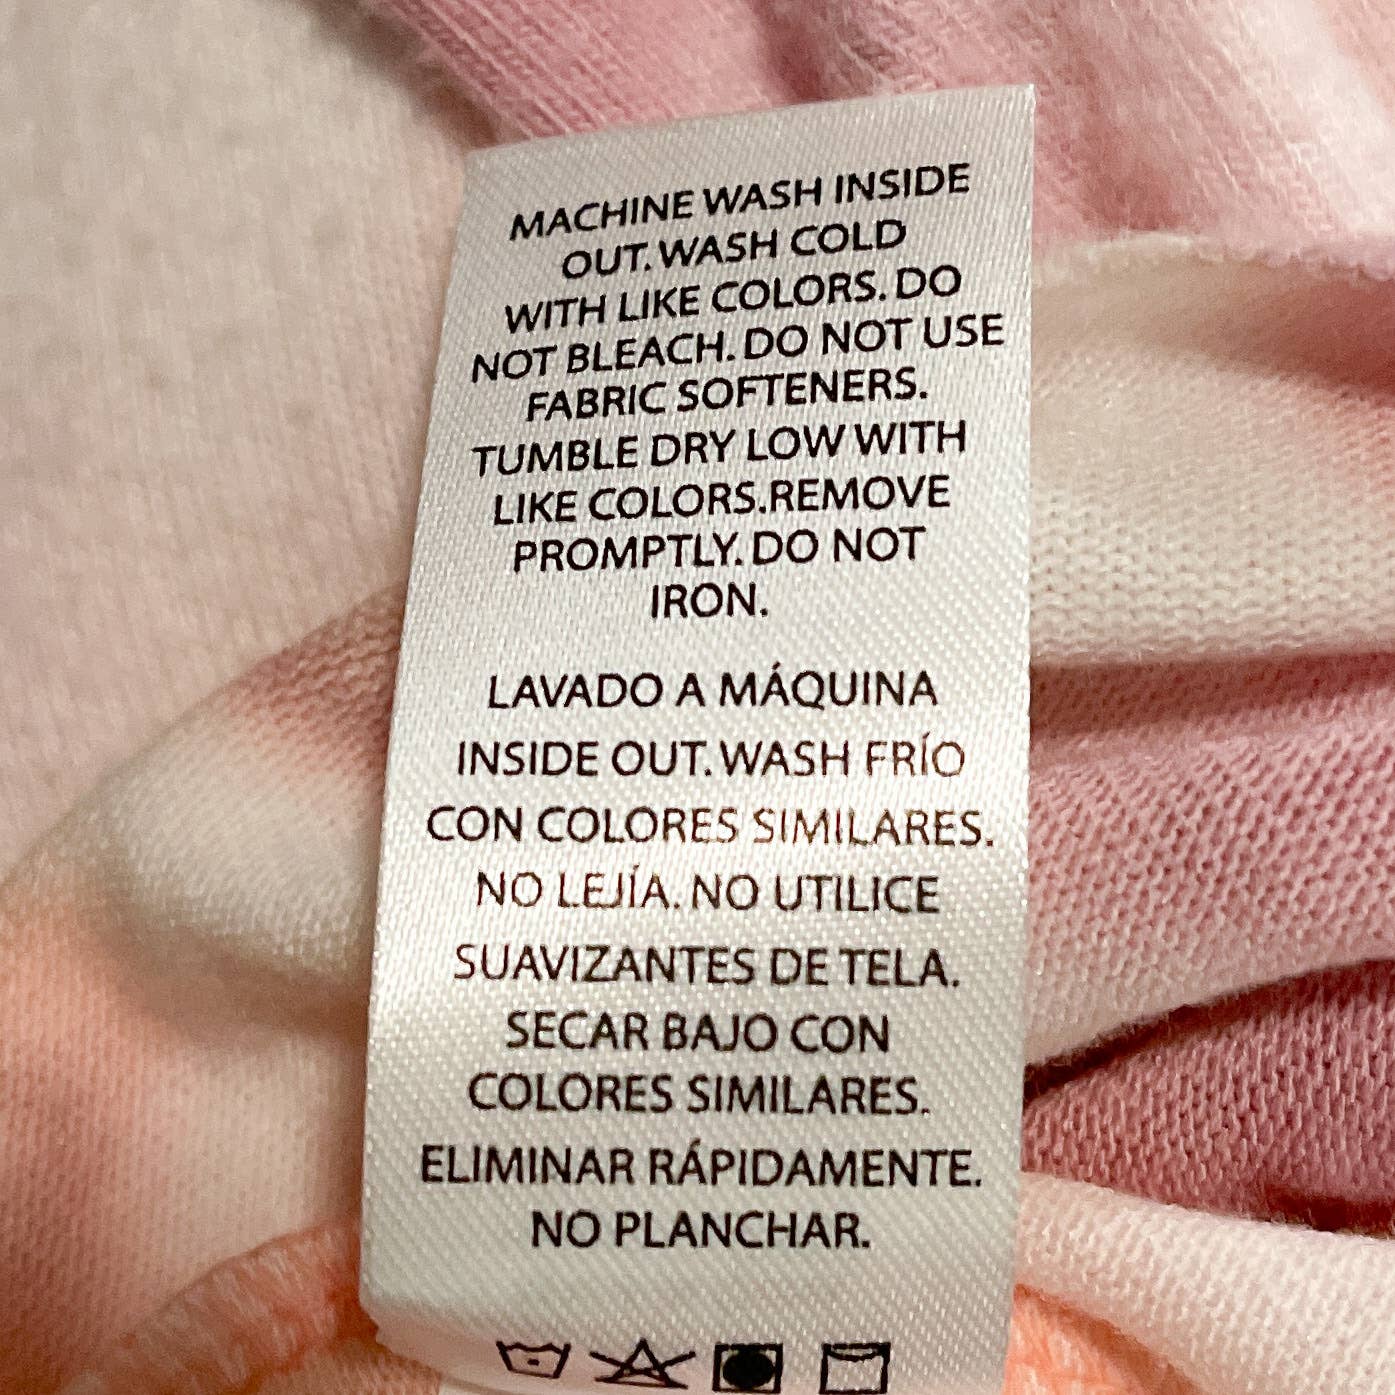 MACHINE WASH INSIDE
OUT. WASH COLD
WITH LIKE COLORS. DO
NOT BLEACH. DO NOT USE
FABRIC SOFTENERS.
TUMBLE DRY LOW WITH
LIKE COLORS.REMOVE
PROMPTLY. DO NOT
IRON.
LAVADO A MÁQUINA
INSIDE OUT. WASH FRÍO
CON COLORES SIMILARES.
NO LEJÍA. NO UTILICE
SUAVIZANTES DE TELA.
SECAR BAJO CON
COLORES SIMILARES.
ELIMINAR RÁPIDAMENTE.
NO PLANCHAR.